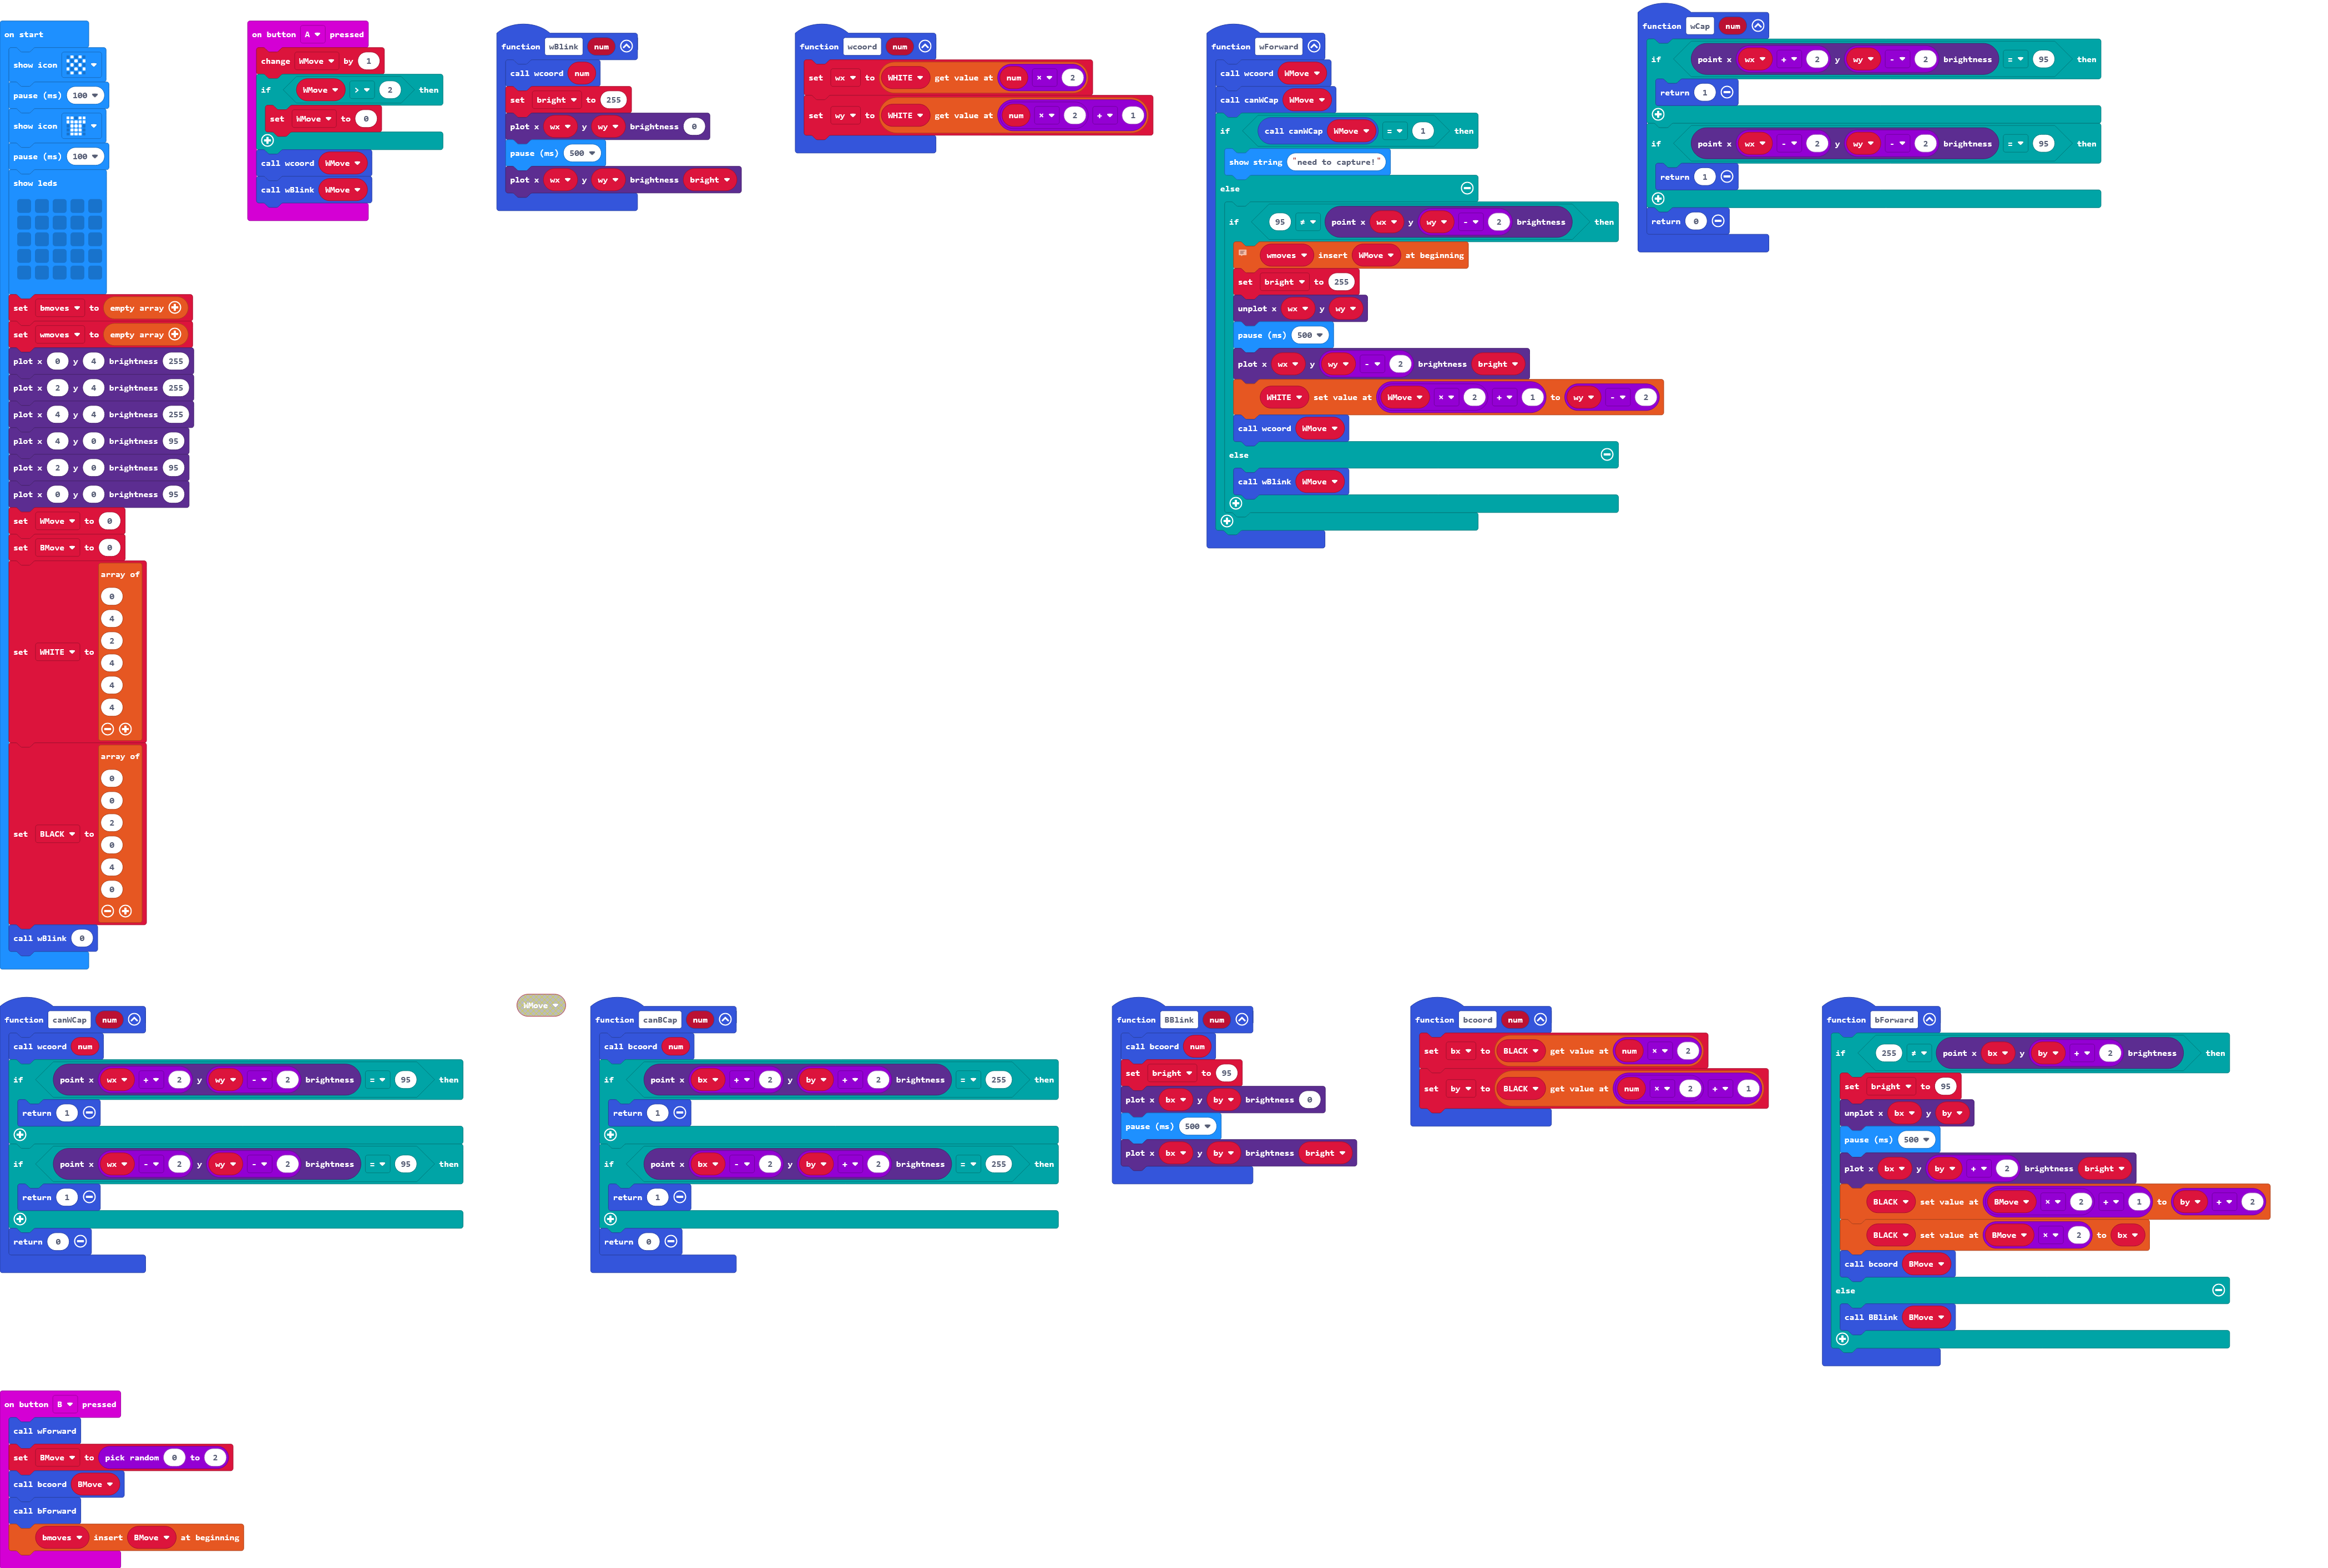 on start
show icon
pause (ms) 100
show icon
pause (ms) 100
show leds
set bmoves to empty array
set wmoves to empty array
plot x 0 y 4 brightness 255
plot x 2 y 4 brightness 255
plot x 4 y 4 brightness 255
plot x 4 y 0 brightness 95
plot x 2 y 0 brightness 95
plot x 0 y 0 brightness 95
set WMove to 0
set BMove to 0
set WHITE to array of
0
4
2
4
4
4
set BLACK to array of
0
0
2
0
4
0
call wBlink 0
on button A pressed
change WMove by 1
if WMove > 2 then
set WMove to 0
call wcoord WMove
call wBlink WMove
function wBlink num
call wcoord num
set bright to 255
plot x wx y wy brightness 0
pause (ms) 500
plot x wx y wy brightness bright
function wcoord num
set wx to WHITE get value at num × 2
set wy to WHITE get value at num × 2 + 1
function wForward
call wcoord WMove
call canWCap WMove
if call canWCap WMove = 1 then
show string "need to capture!"
else
if 95 ≠ point x wx y wy - 2 brightness then
wmoves insert WMove at beginning
set bright to 255
unplot x wx y wy
pause (ms) 500
plot x wx y wy - 2 brightness bright
WHITE set value at WMove × 2 + 1 to wy - 2
call wcoord WMove
else
call wBlink WMove
function wCap num
if point x wx + 2 y wy - 2 brightness = 95 then
return 1
if point x wx - 2 y wy - 2 brightness = 95 then
return 1
return 0
function canWCap num
call wcoord num
if point x wx + 2 y wy - 2 brightness = 95 then
return 1
if point x wx - 2 y wy - 2 brightness = 95 then
return 1
return 0
WMove
function canBCap num
call bcoord num
if point x bx + 2 y by + 2 brightness = 255 then
return 1
if point x bx - 2 y by + 2 brightness = 255 then
return 1
return 0
function BBlink num
call bcoord num
set bright to 95
plot x bx y by brightness 0
pause (ms) 500
plot x bx y by brightness bright
function bcoord num
set bx to BLACK get value at num × 2
set by to BLACK get value at num × 2 + 1
function bForward
if 255 ≠ point x bx y by + 2 brightness then
set bright to 95
unplot x bx y by
pause (ms) 500
plot x bx y by + 2 brightness bright
BLACK set value at BMove × 2 + 1 to by + 2
BLACK set value at BMove × 2 to bx
call bcoord BMove
else
call BBlink BMove
on button B pressed
call wForward
set BMove to pick random 0 to 2
call bcoord BMove
call bForward
bmoves insert BMove at beginning